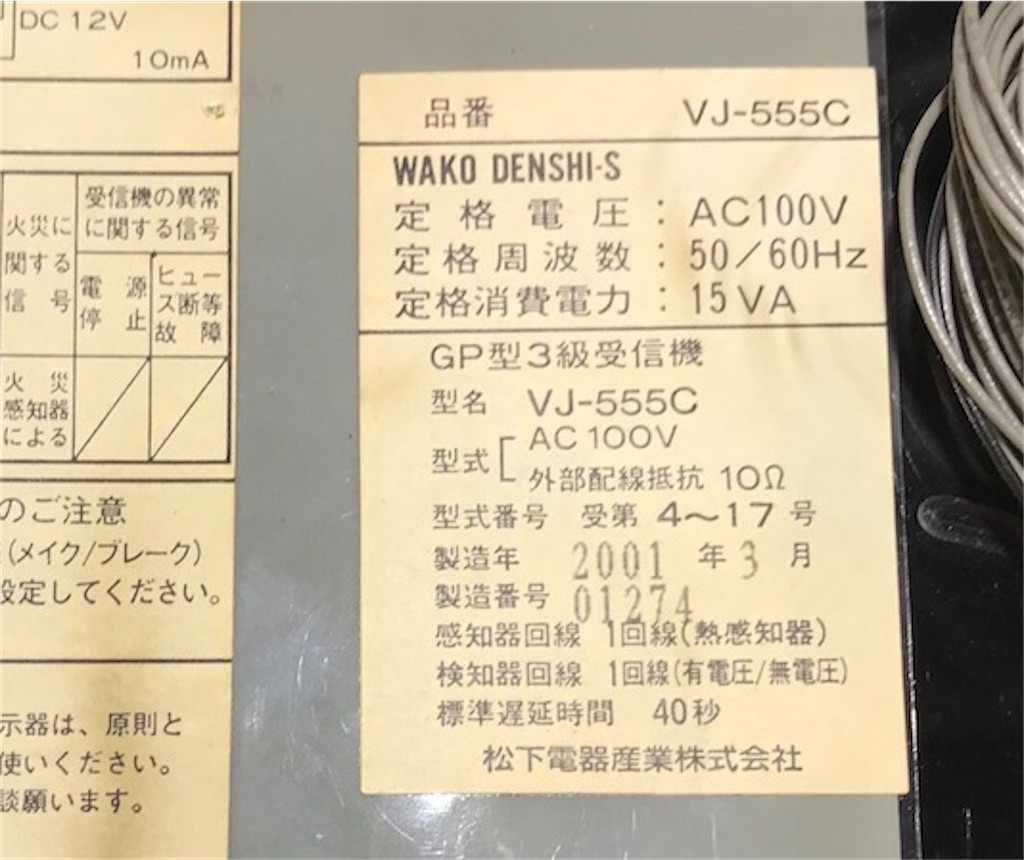 DC 12V
10mA
火災に
関する
信号
受信機の異常
に関する信号
電源
停止
ヒュー
ズ断等
故障
火災
感知器
による
のご注意
(メイク/ブレーク)
設定してください。
示器は、原則と
使いください。
談願います。
品番 VJ-555C
WAKO DENSHI-S
定格電圧：AC100V
定格周波数：50/60Hz
定格消費電力：15VA
GP型3級受信機
型名 VJ-555C
型式 AC100V
外部配線抵抗 10Ω
型式番号 受第 4～17号
製造年 2001年3月
製造番号 01274
感知器回線 1回線(熱感知器)
検知器回線 1回線(有電圧/無電圧)
標準遅延時間 40秒
松下電器産業株式会社